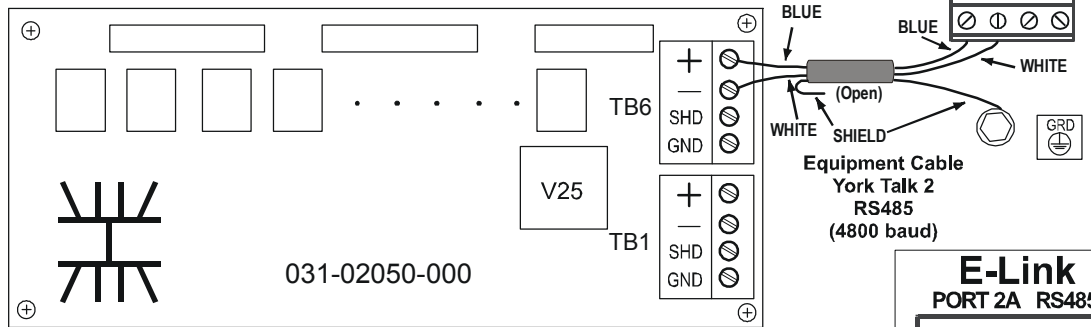 BLUE
BLUE
WHITE
+
—
SHD
GND
TB6
(Open)
WHITE
SHIELD
GRD
Equipment Cable
York Talk 2
RS485
(4800 baud)
V25
+
—
SHD
GND
TB1
031-02050-000
E-Link
PORT 2A RS485